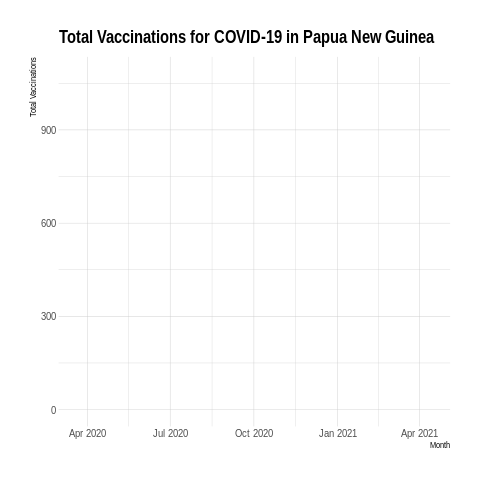 Total Vaccinations for COVID-19 in Papua New Guinea
Total Vaccinations
900
600
300
0
Apr 2020 Jul 2020 Oct 2020 Jan 2021 Apr 2021
Month